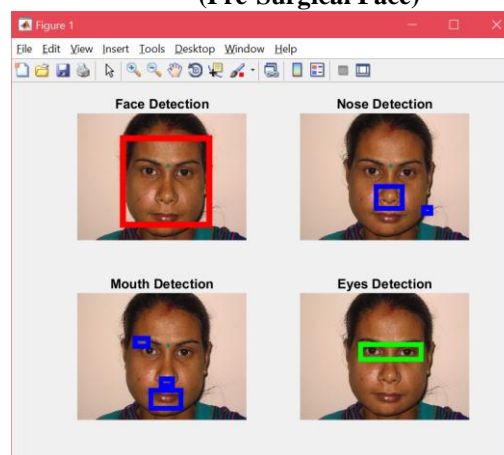 (Pre-Surgical Face)
Figure 1
File Edit View Insert Tools Desktop Window Help
Face Detection
Nose Detection
Mouth Detection
Eyes Detection